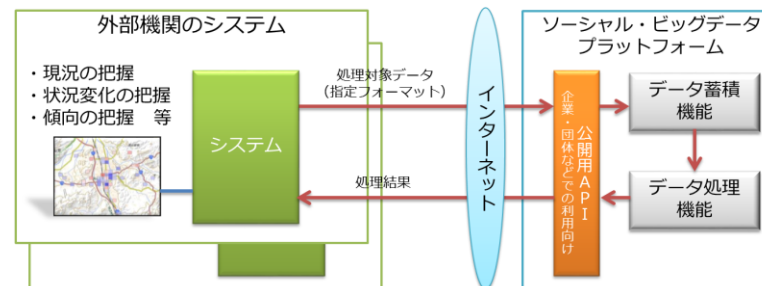 外部機関のシステム
・現況の把握
・状況変化の把握
・傾向の把握　等
システム
処理対象データ
（指定フォーマット）
処理結果
インターネット
ソーシャル・ビッグデータ
プラットフォーム
公開用API
企業・団体などでの利用向け
データ蓄積
機能
データ処理
機能